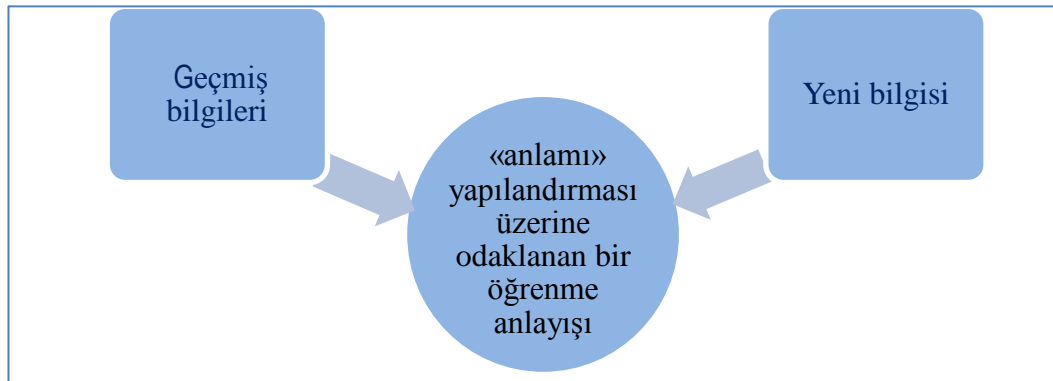 Geçmiş
bilgileri
Yeni bilgisi
«anlamı»
yapılandırması
üzerine
odaklanan bir
öğrenme
anlayışı